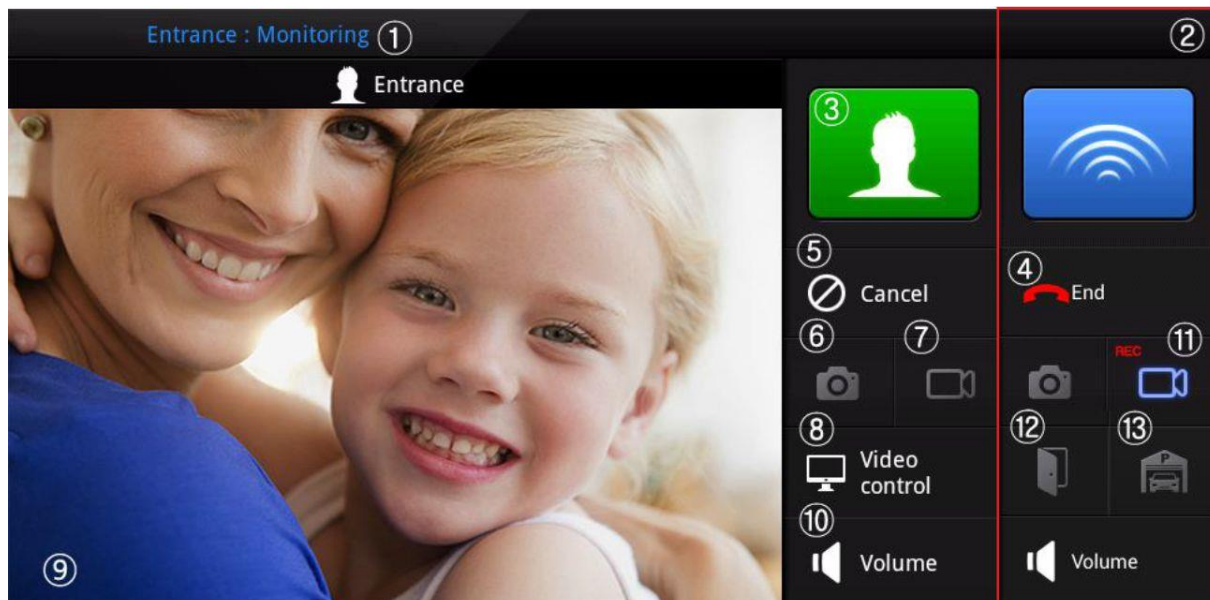 Entrance : Monitoring ①
②
Entrance
③
⑤
Cancel
④
End
⑥
⑦
REC
⑪
⑧
Video
control
⑫
⑬
P
⑩
Volume
Volume
⑨